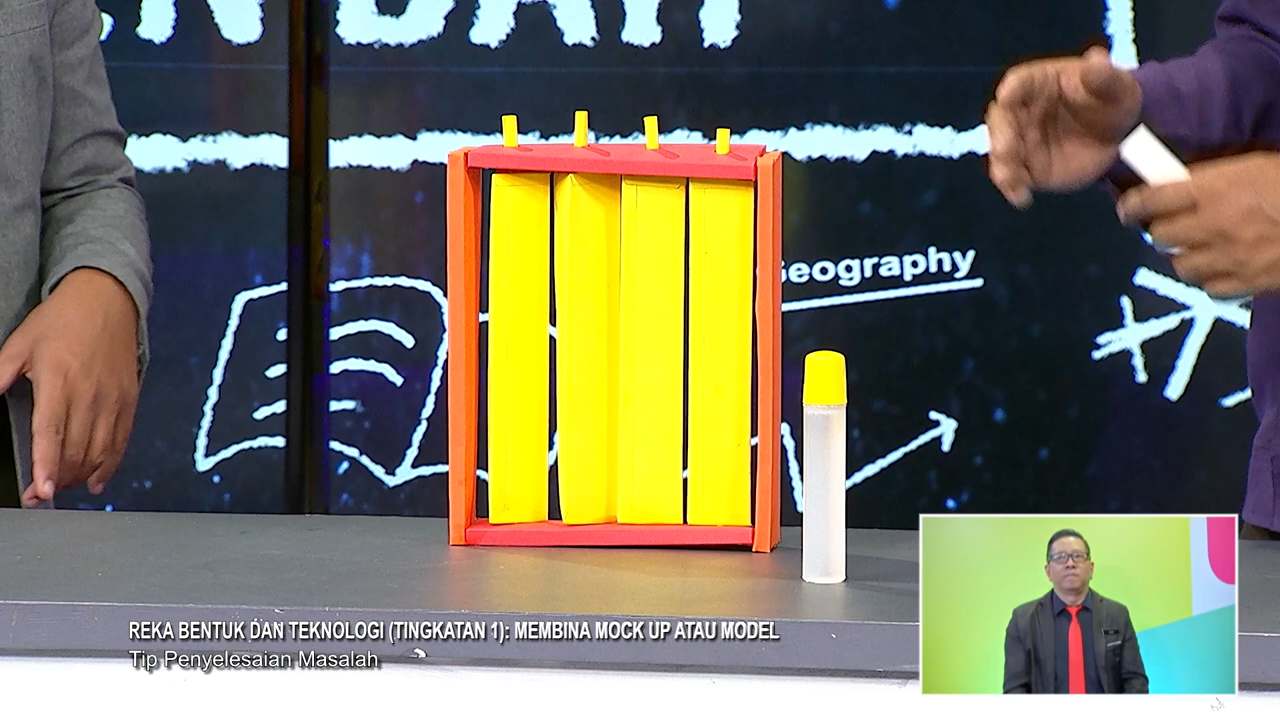 Geography
REKA BENTUK DAN TEKNOLOGI (TINGKATAN 1): MEMBINA MOCK UP ATAU MODEL
Tip Penyelesaian Masalah